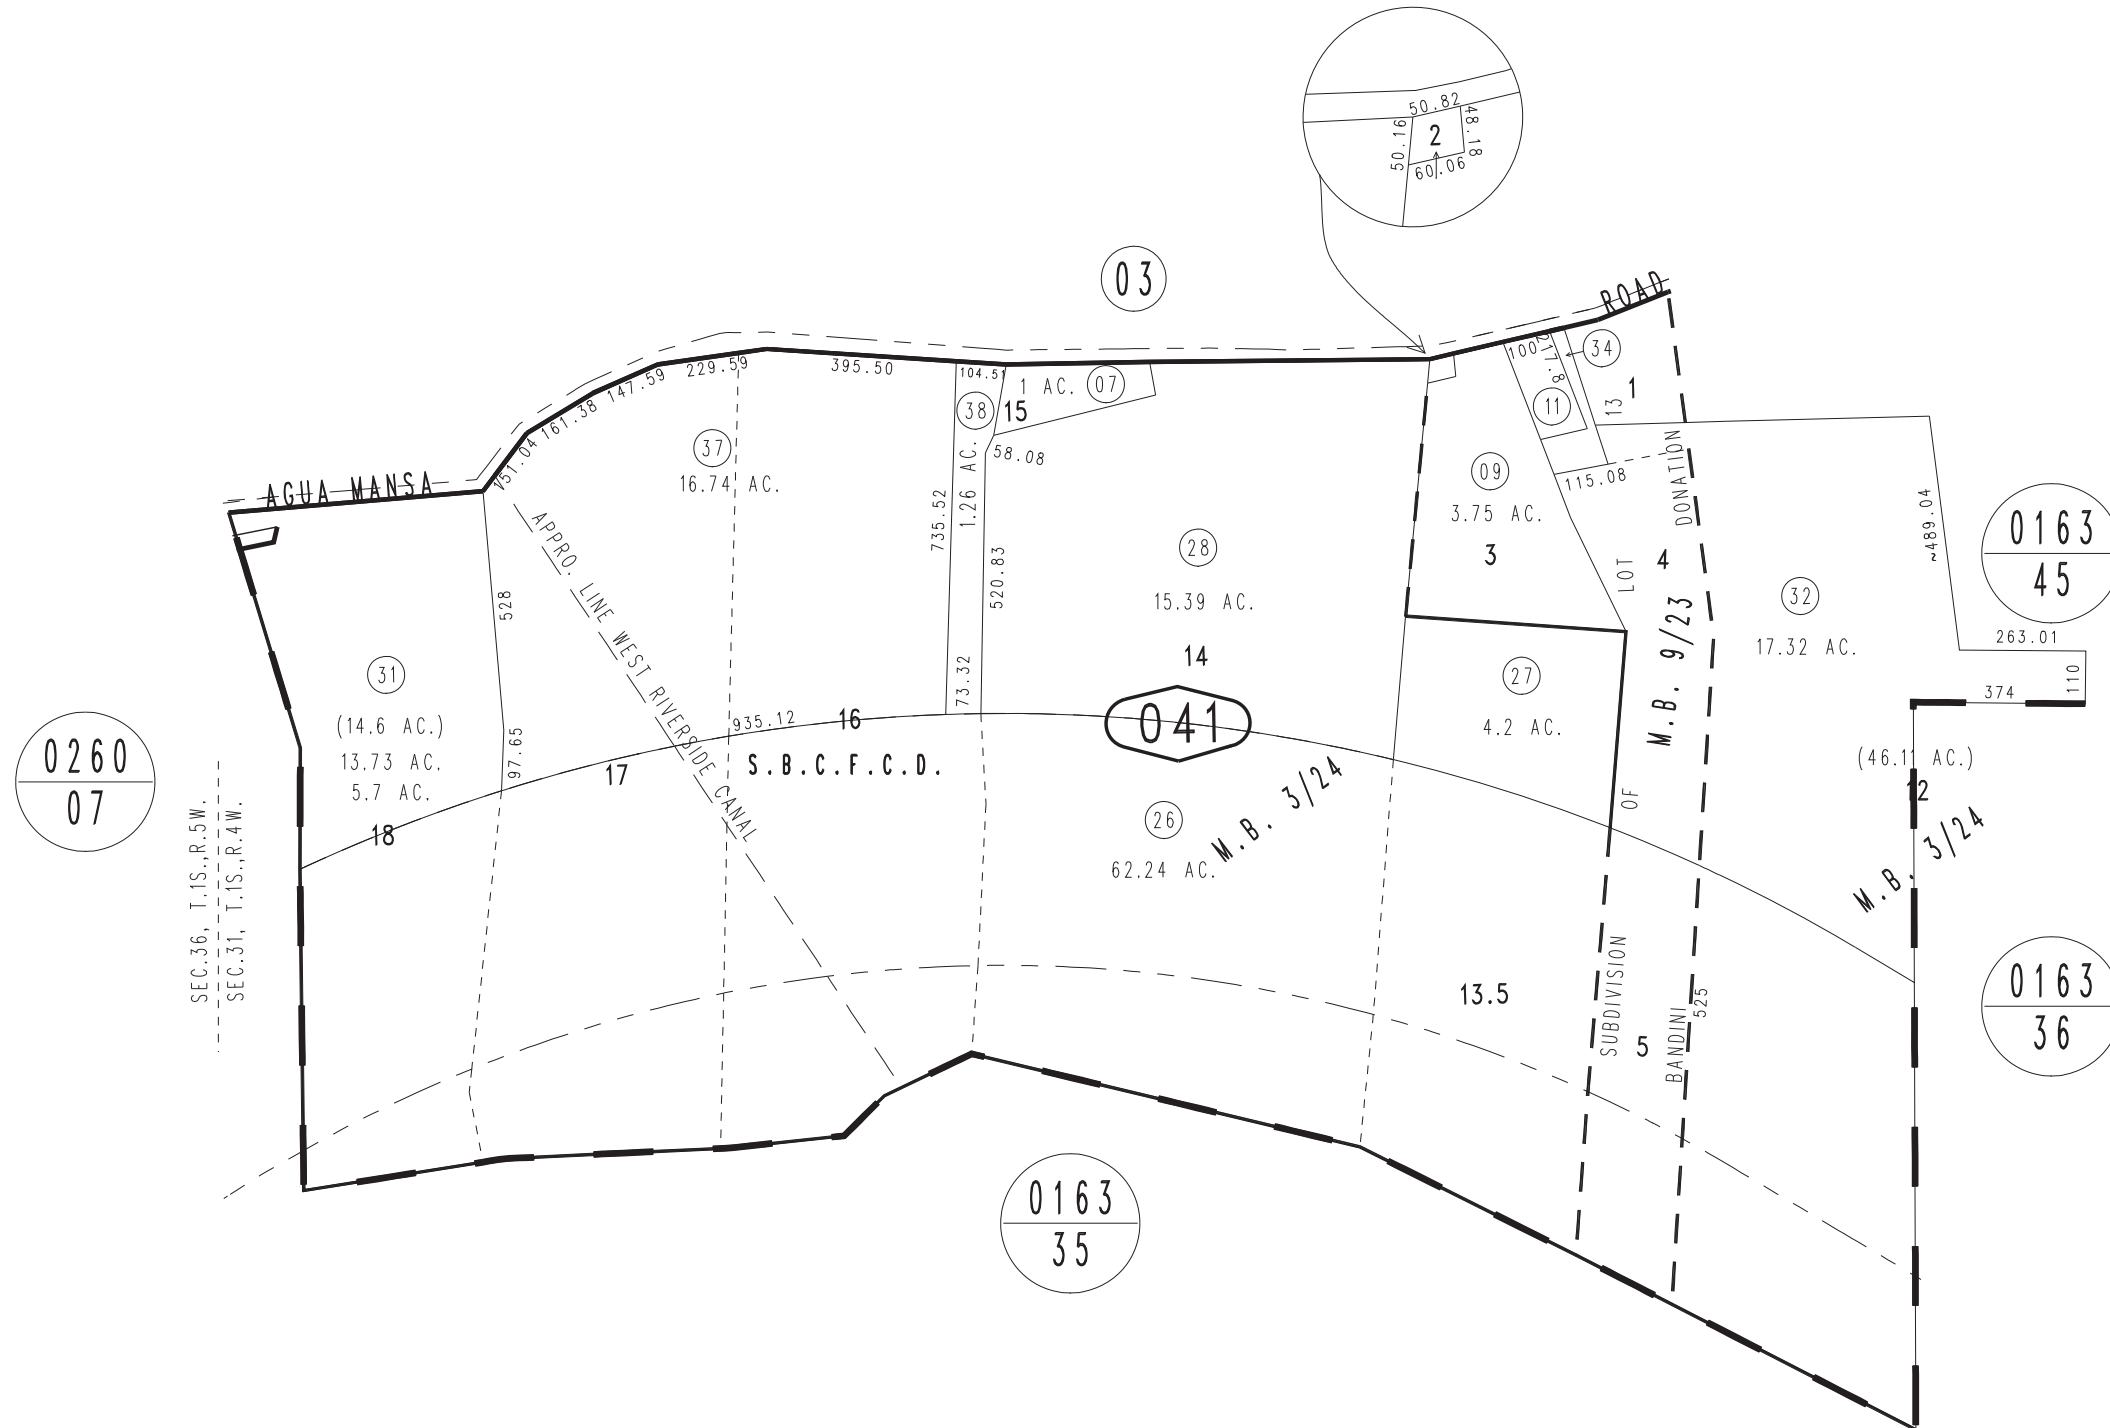 50.82
50.16
2
48.18
60.06
03
ROAD
AGUA MANSA
151.04
161.38
147.59
229.59
395.50
104.51
1 AC.
07
38
15
58.08
100
217.8
34
11
13
1
115.08
37
16.74 AC.
735.52
1.26 AC.
520.83
73.32
28
15.39 AC.
14
09
3.75 AC.
3
LOT
4
DONATION
M.B. 9/23
32
17.32 AC.
~489.04
0163
45
263.01
110
374
528
97.65
APPRO. LINE WEST RIVERSIDE CANAL
31
(14.6 AC.)
13.73 AC.
5.7 AC.
18
17
935.12
16
S.B.C.F.C.D.
041
27
4.2 AC.
OF
(46.11 AC.)
12
M.B. 3/24
0260
07
SEC.36, T.1S.,R.5W.
SEC.31, T.1S.,R.4W.
26
62.24 AC.
M.B. 3/24
13.5
SUBDIVISION
5
BANDINI
525
0163
36
0163
35